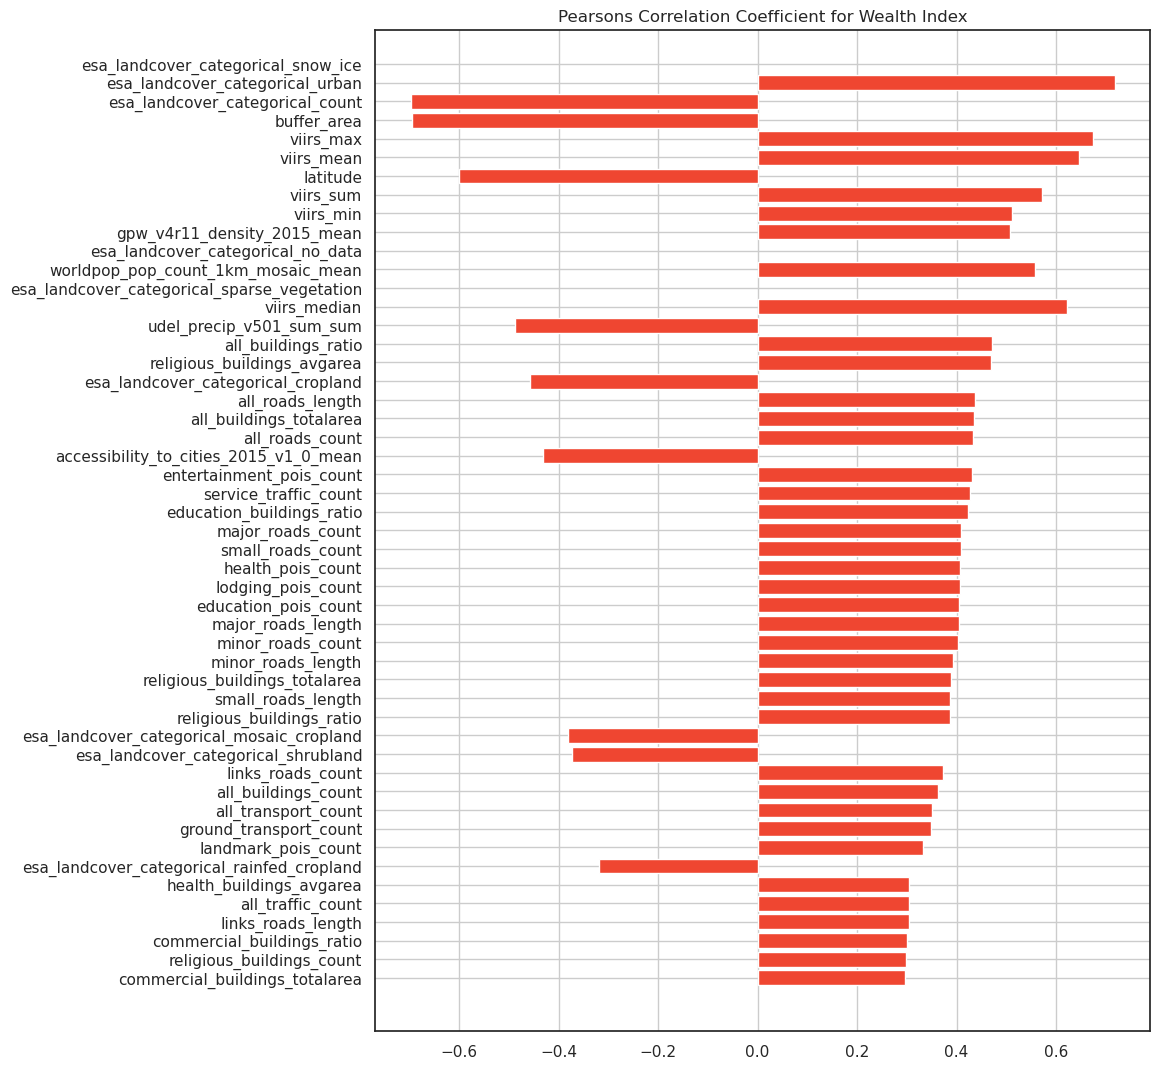 Pearsons Correlation Coefficient for Wealth Index
esa_landcover_categorical_snow_ice
esa_landcover_categorical_urban
esa_landcover_categorical_count
buffer_area
viirs_max
viirs_mean
latitude
viirs_sum
viirs_min
gpw_v4r11_density_2015_mean
esa_landcover_categorical_no_data
worldpop_pop_count_1km_mosaic_mean
esa_landcover_categorical_sparse_vegetation
viirs_median
udel_precip_v501_sum_sum
all_buildings_ratio
religious_buildings_avgarea
esa_landcover_categorical_cropland
all_roads_length
all_buildings_totalarea
all_roads_count
accessibility_to_cities_2015_v1_0_mean
entertainment_pois_count
service_traffic_count
education_buildings_ratio
major_roads_count
small_roads_count
health_pois_count
lodging_pois_count
education_pois_count
major_roads_length
minor_roads_count
minor_roads_length
religious_buildings_totalarea
small_roads_length
religious_buildings_ratio
esa_landcover_categorical_mosaic_cropland
esa_landcover_categorical_shrubland
links_roads_count
all_buildings_count
all_transport_count
ground_transport_count
landmark_pois_count
esa_landcover_categorical_rainfed_cropland
health_buildings_avgarea
all_traffic_count
links_roads_length
commercial_buildings_ratio
religious_buildings_count
commercial_buildings_totalarea
−0.6 −0.4 −0.2 0.0 0.2 0.4 0.6